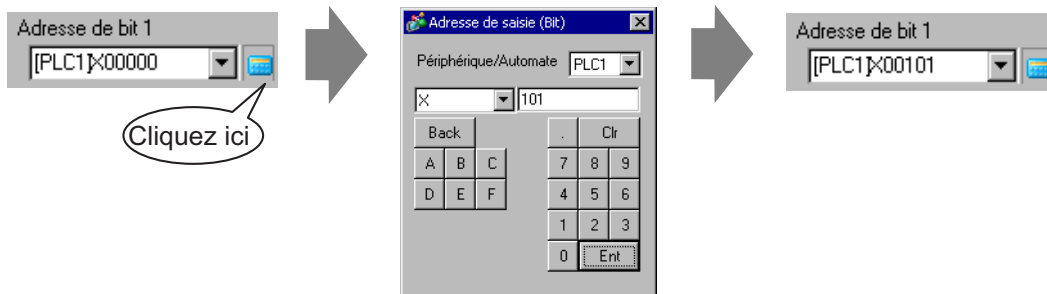 Adresse de bit 1
[PLC1]X00000
Cliquez ici
Adresse de saisie (Bit)
Périphérique/Automate PLC1
X 101
Back . Clr
A B C 7 8 9
D E F 4 5 6
1 2 3
0 Ent
Adresse de bit 1
[PLC1]X00101